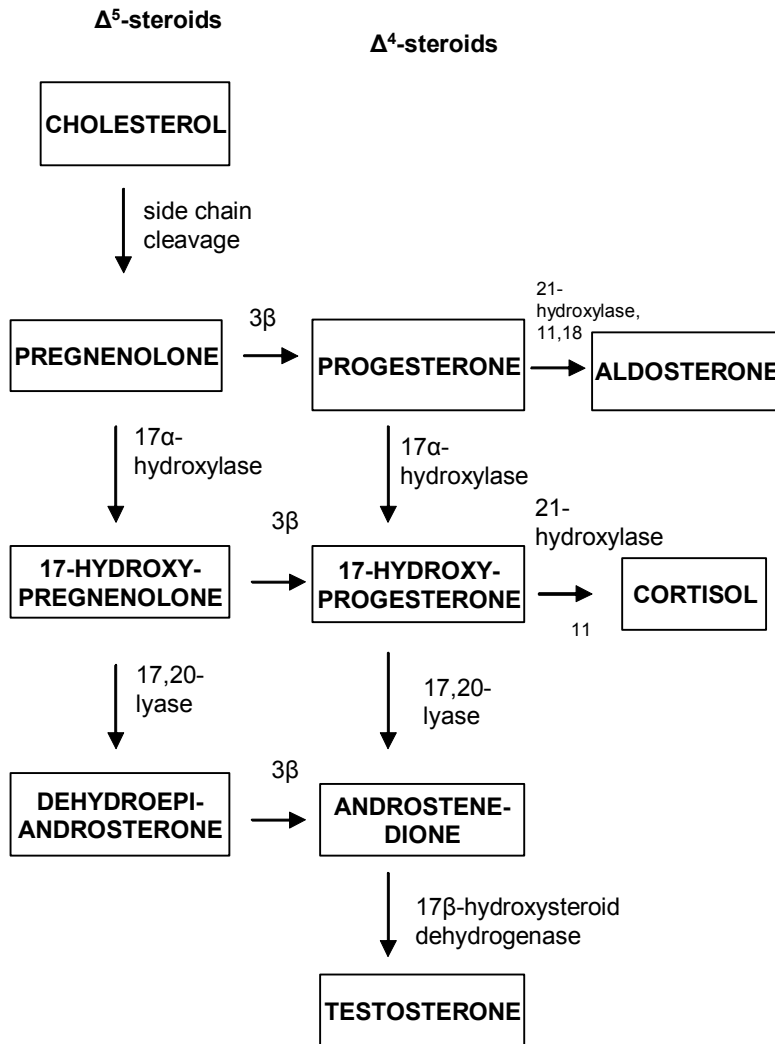 Δ⁵-steroids
Δ⁴-steroids
CHOLESTEROL
side chain
cleavage
PREGNENOLONE
3β
PROGESTERONE
21-
hydroxylase,
11,18
ALDOSTERONE
17α-
hydroxylase
17α-
hydroxylase
17-HYDROXY-
PREGNENOLONE
3β
17-HYDROXY-
PROGESTERONE
21-
hydroxylase
11
CORTISOL
17,20-
lyase
17,20-
lyase
DEHYDROEPI-
ANDROSTERONE
3β
ANDROSTENE-
DIONE
17β-hydroxysteroid
dehydrogenase
TESTOSTERONE